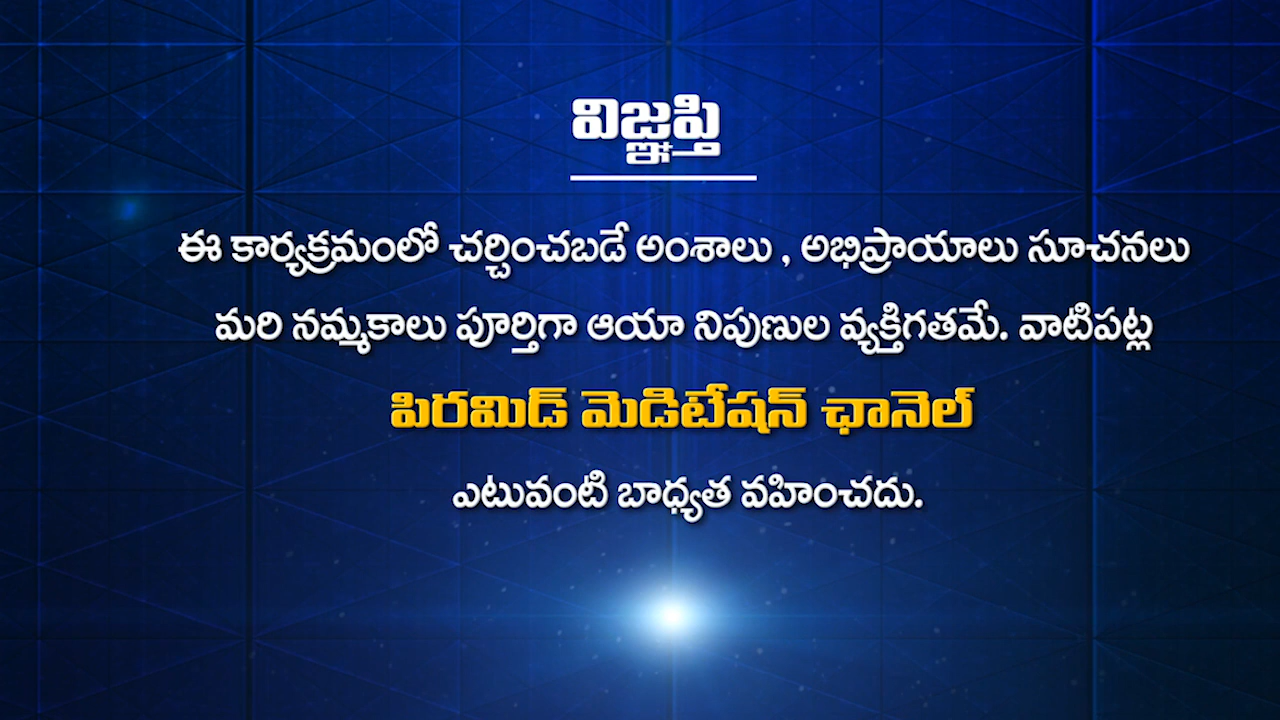 విజ్ఞప్తి
ఈ కార్యక్రమంలో చర్చించబడే అంశాలు , అభిప్రాయాలు సూచనలు
మరి నమ్మకాలు పూర్తిగా ఆయా నిపుణుల వ్యక్తిగతమే. వాటిపట్ల
పిరమిడ్ మెడిటేషన్ ఛానెల్
ఎటువంటి బాధ్యత వహించదు.